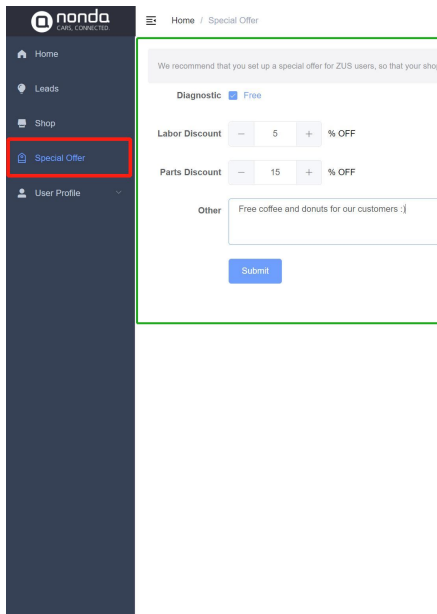 nonda
CARS, CONNECTED.
Home / Special Offer
Home
Leads
Shop
Special Offer
User Profile
We recommend that you set up a special offer for ZUS users, so that your shop
Diagnostic Free
Labor Discount − 5 + % OFF
Parts Discount − 15 + % OFF
Other Free coffee and donuts for our customers :)
Submit